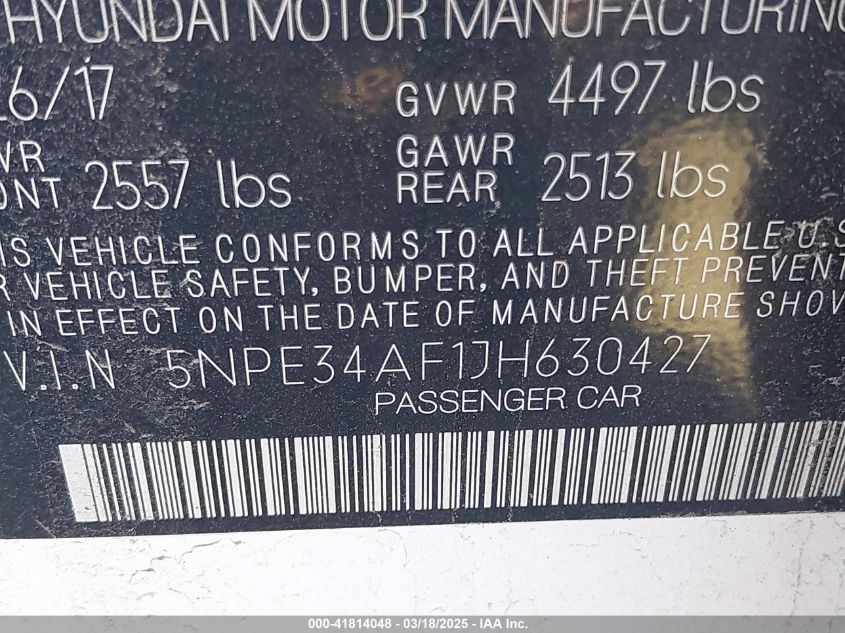 HYUNDAI MOTOR MANUFACTURING
6/17 GVWR 4497 lbs
2557 lbs GAWR REAR 2513 lbs
VEHICLE CONFORMS TO ALL APPLICABLE U.S
VEHICLE SAFETY, BUMPER, AND THEFT PREVENT
IN EFFECT ON THE DATE OF MANUFACTURE SHOW
V.I.N 5NPE34AF1JH630427
PASSENGER CAR
000-41814048 - 03/18/2025 - IAA Inc.